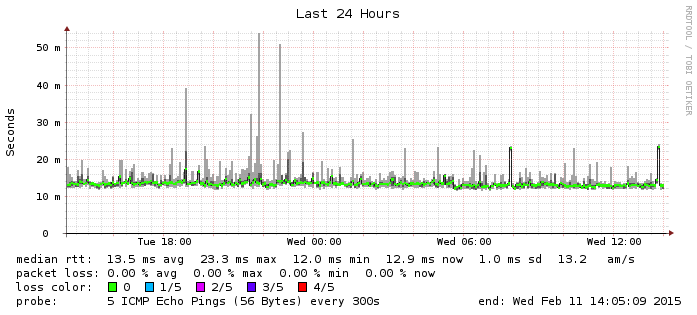 Last 24 Hours
RRDTOOL / TOBI OETIKER
Seconds
50 m
40 m
30 m
20 m
10 m
0
Tue 18:00 Wed 00:00 Wed 06:00 Wed 12:00
median rtt: 13.5 ms avg 23.3 ms max 12.0 ms min 12.9 ms now 1.0 ms sd 13.2 am/s
packet loss: 0.00 % avg 0.00 % max 0.00 % min 0.00 % now
loss color: 0 1/5 2/5 3/5 4/5
probe: 5 ICMP Echo Pings (56 Bytes) every 300s end: Wed Feb 11 14:05:09 2015